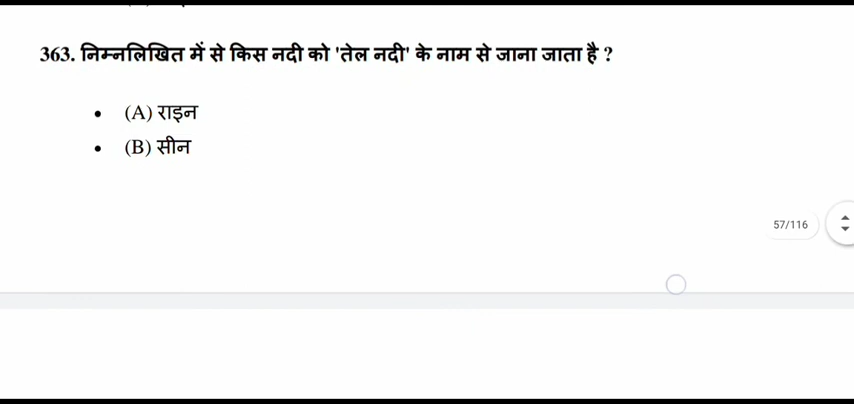 363. निम्नलिखित में से किस नदी को 'तेल नदी' के नाम से जाना जाता है ?
• (A) राइन
• (B) सीन
57/116